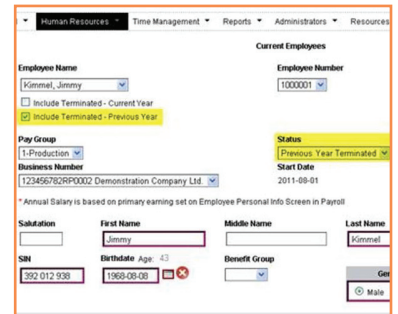 Human Resources Time Management Reports Administrators Resources
Current Employees
Employee Name Employee Number
Kimmel, Jimmy 1000001
Include Terminated - Current Year
Include Terminated - Previous Year
Pay Group Status
1-Production Previous Year Terminated
Business Number Start Date
123456782RP0002 Demonstration Company Ltd. 2011-08-01
* Annual Salary is based on primary earning set on Employee Personal Info Screen in Payroll
Salutation First Name Middle Name Last Name
Jimmy Kimmel
SIN Birthdate Age: 43 Benefit Group
392 012 938 1968-08-08
Ger
Male